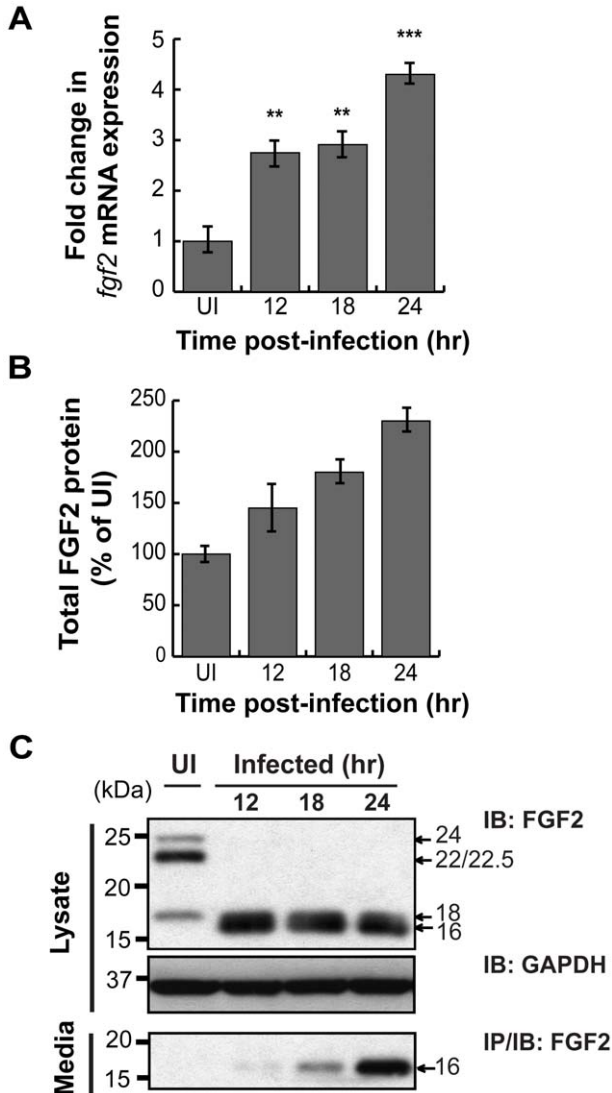 A
Fold change in
fgf2 mRNA expression
5
4
3
2
1
0
**
**
***
UI 12 18 24
Time post-infection (hr)
B
Total FGF2 protein
(% of UI)
250
200
150
100
50
0
UI 12 18 24
Time post-infection (hr)
C
UI Infected (hr)
(kDa) 12 18 24
Lysate
25
20
15
24
22/22.5
18
16
IB: FGF2
37
IB: GAPDH
Media
20
15
16
IP/IB: FGF2